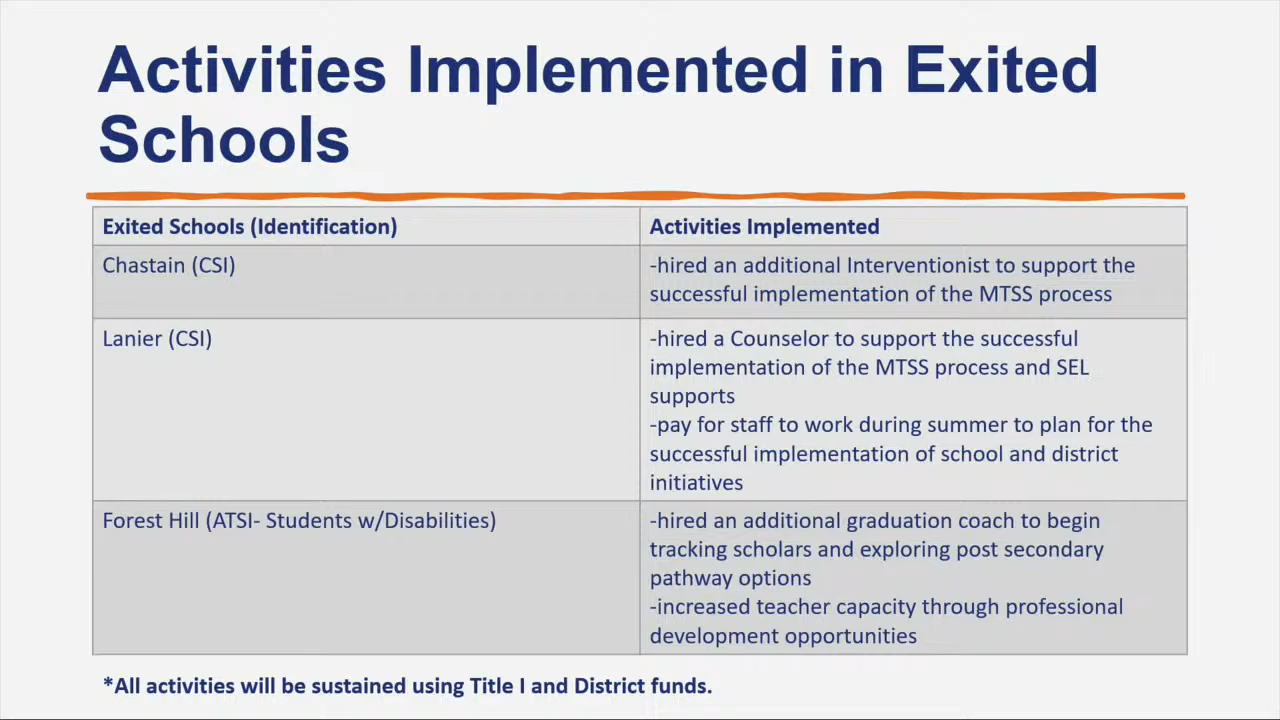 Activities Implemented in Exited
Schools
Exited Schools (Identification)
Activities Implemented
Chastain (CSI)
-hired an additional Interventionist to support the
successful implementation of the MTSS process
Lanier (CSI)
-hired a Counselor to support the successful
implementation of the MTSS process and SEL
supports
-pay for staff to work during summer to plan for the
successful implementation of school and district
initiatives
Forest Hill (ATSI- Students w/Disabilities)
-hired an additional graduation coach to begin
tracking scholars and exploring post secondary
pathway options
-increased teacher capacity through professional
development opportunities
*All activities will be sustained using Title I and District funds.